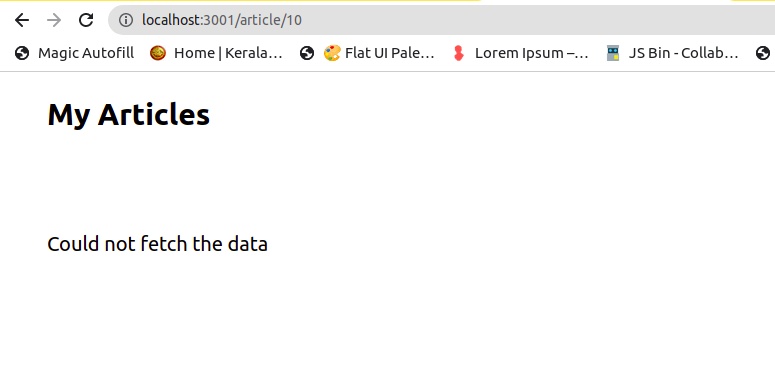 localhost:3001/article/10
Magic Autofill Home | Kerala... Flat UI Pale... Lorem Ipsum –... JS Bin - Collab...
My Articles
Could not fetch the data